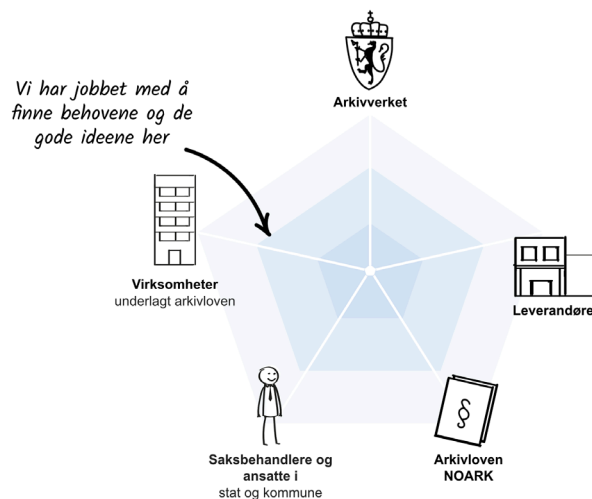 Arkivverket
Vi har jobbet med å
finne behovene og de
gode ideene her
Virksomheter
underlagt arkivloven
Leverandøre
Saksbehandlere og
ansatte i
stat og kommune
§
Arkivloven
NOARK